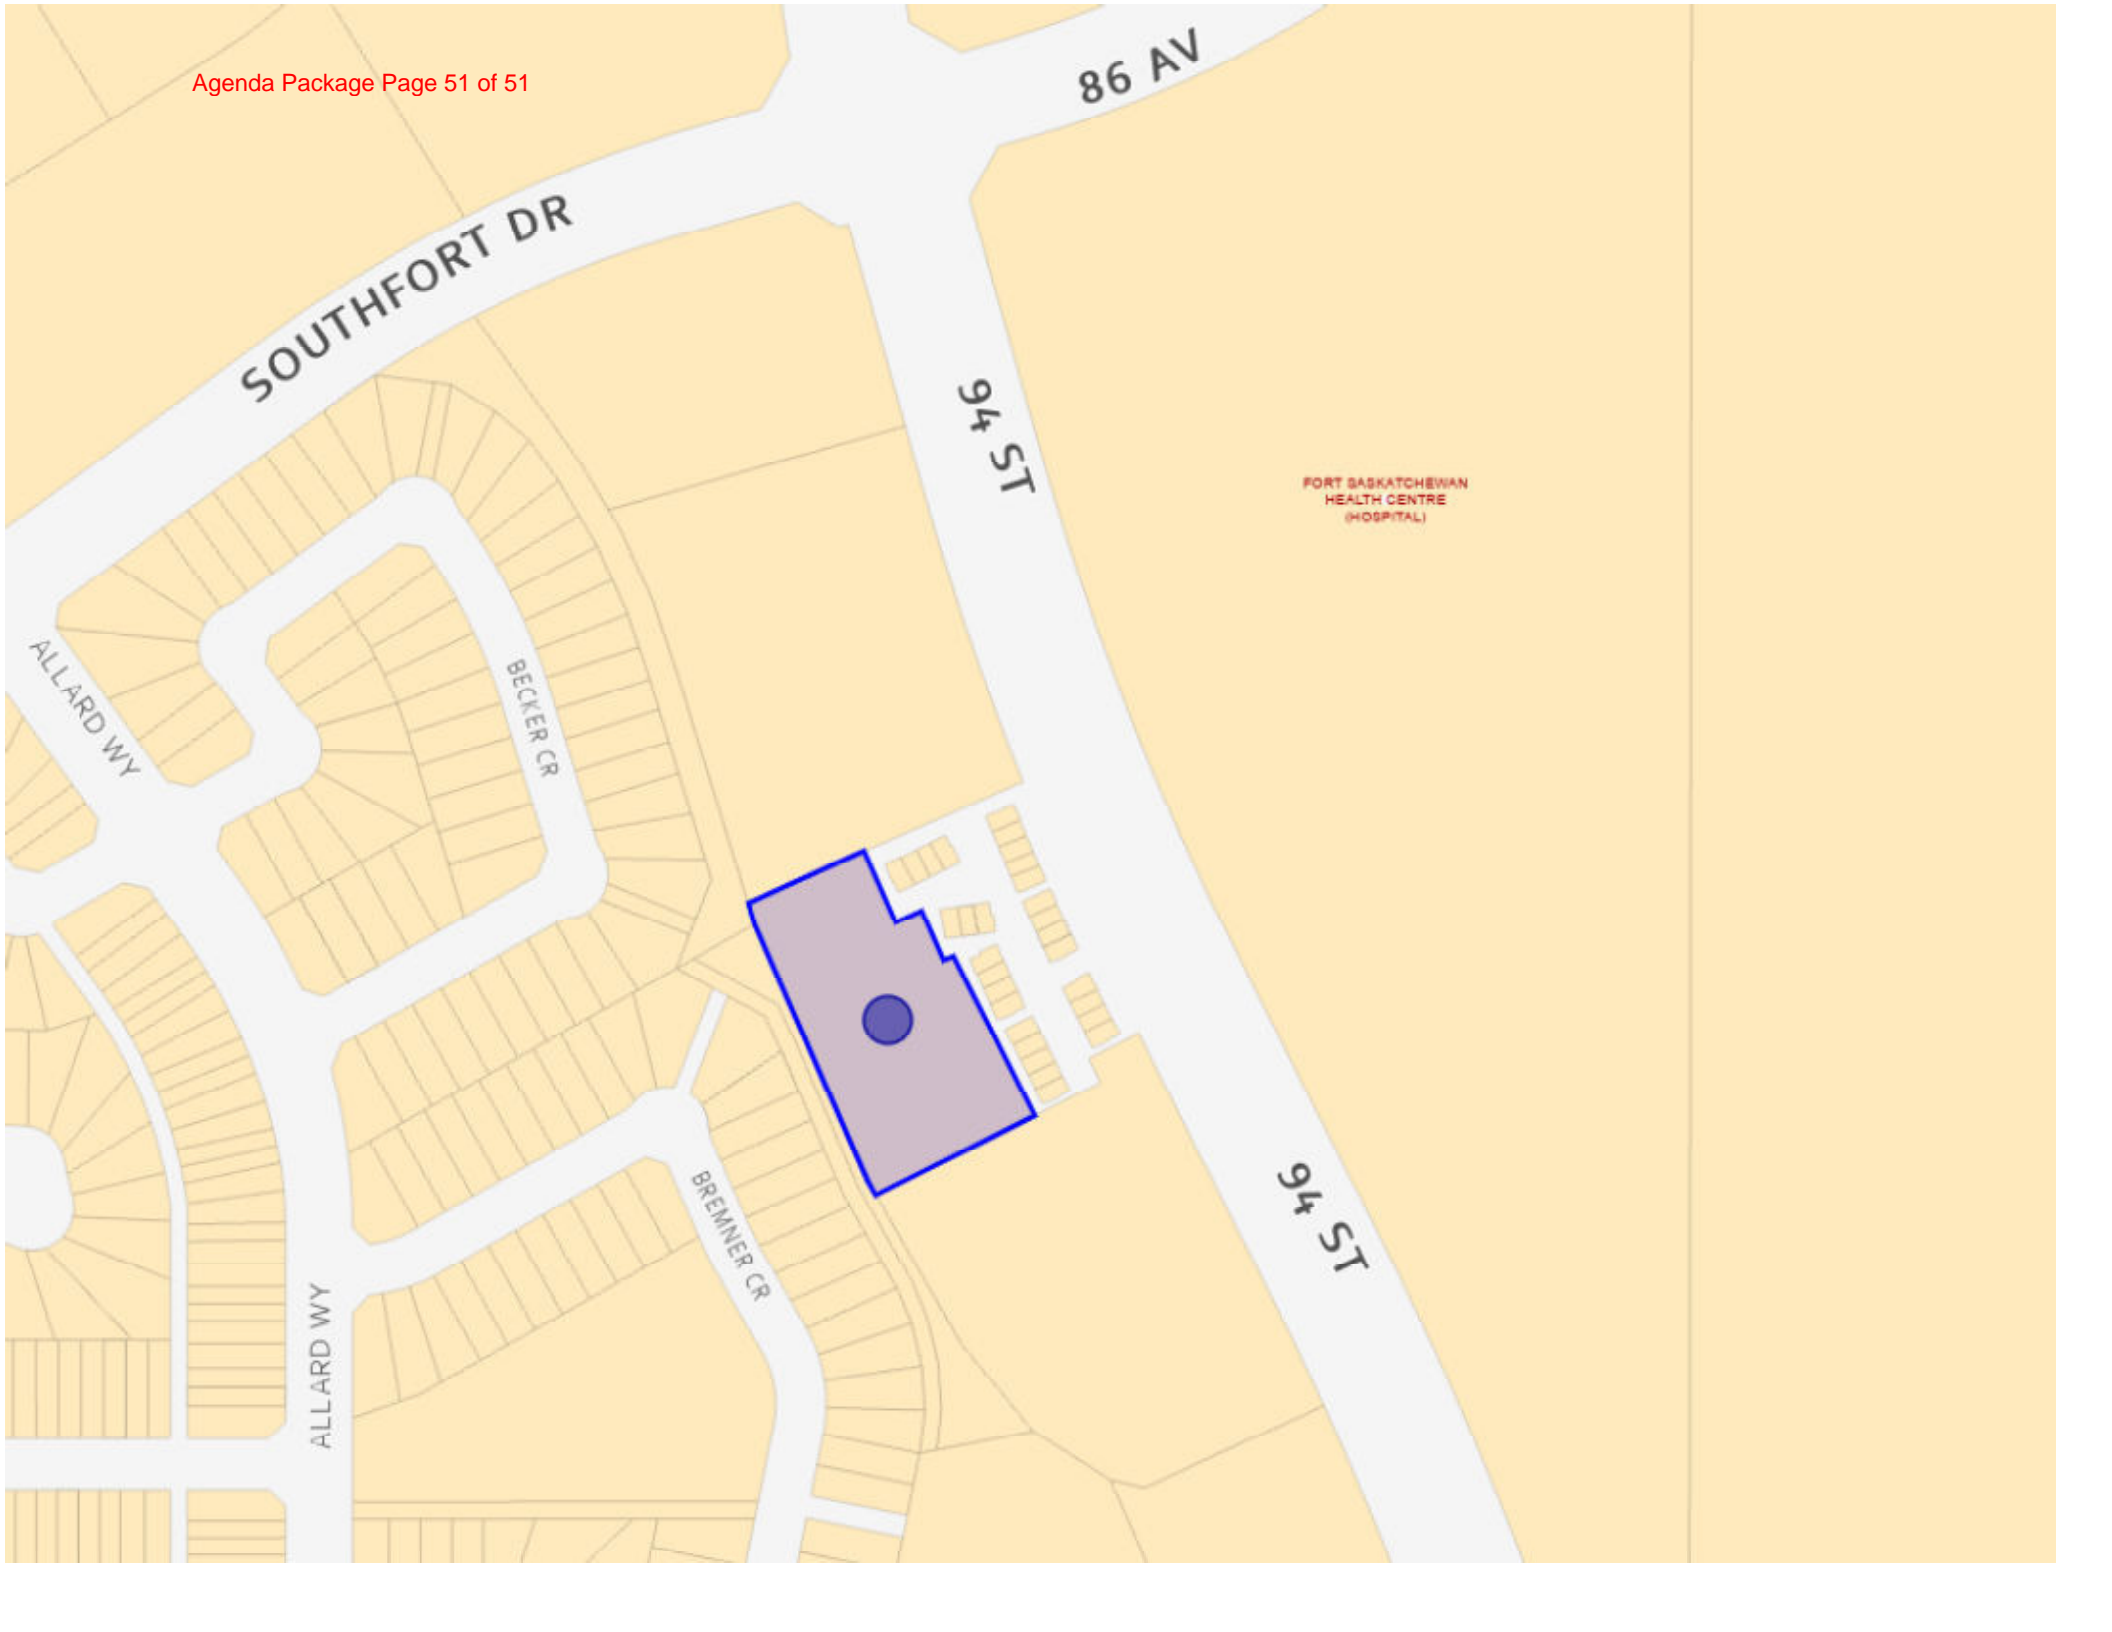 Agenda Package Page 51 of 51
86 AV
SOUTHFORT DR
94 ST
FORT SASKATCHEWAN
HEALTH CENTRE
(HOSPITAL)
ALLARD WY
BECKER CR
94 ST
BREMNER CR
ALLARD WY